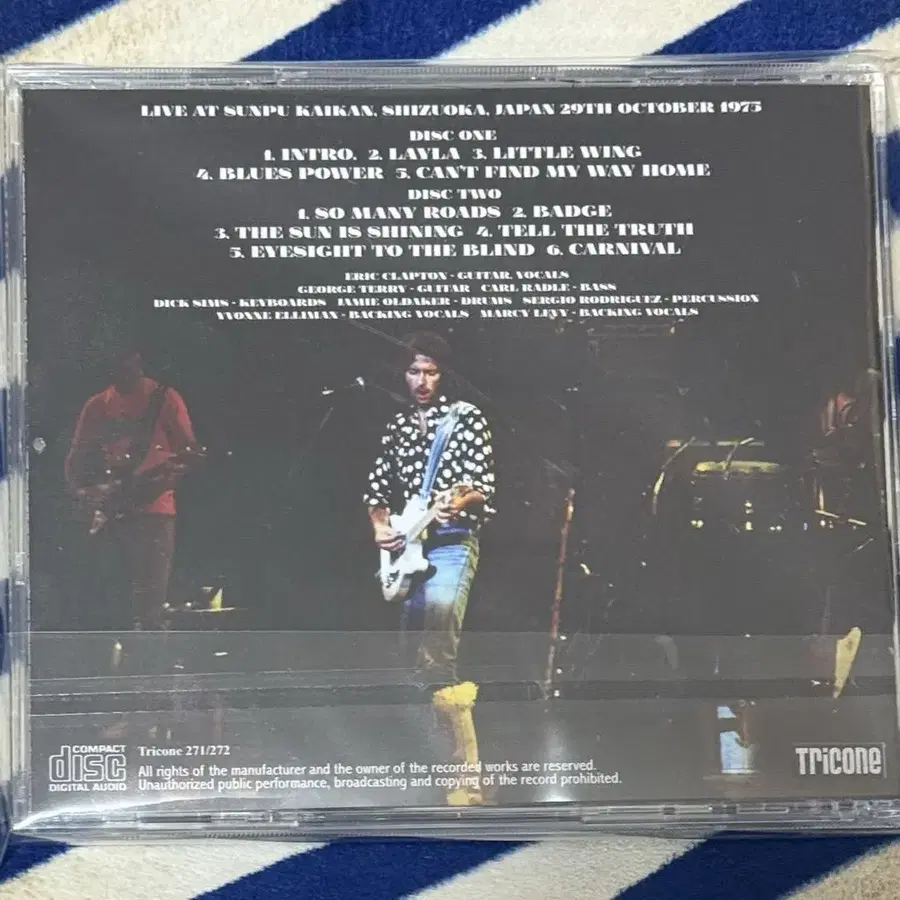 LIVE AT SUNPU KAIKAN, SHIZUOKA, JAPAN 29TH OCTOBER 1975
DISC ONE
1. INTRO. 2. LAYLA 3. LITTLE WING
4. BLUES POWER 5. CAN'T FIND MY WAY HOME
DISC TWO
1. SO MANY ROADS 2. BADGE
3. THE SUN IS SHINING 4. TELL THE TRUTH
5. EYESIGHT TO THE BLIND 6. CARNIVAL
ERIC CLAPTON - GUITAR, VOCALS
GEORGE TERRY - GUITAR CARL RADLE - BASS
DICK SIMS - KEYBOARDS JAMIE OLDAKER - DRUMS SERGIO RODRIGUEZ - PERCUSSION
YVONNE ELLIMAN - BACKING VOCALS MARCY LEVY - BACKING VOCALS
COMPACT
disc
DIGITAL AUDIO
Tricone 271/272
All rights of the manufacturer and the owner of the recorded works are reserved.
Unauthorized public performance, broadcasting and copying of the record prohibited.
TRICONE